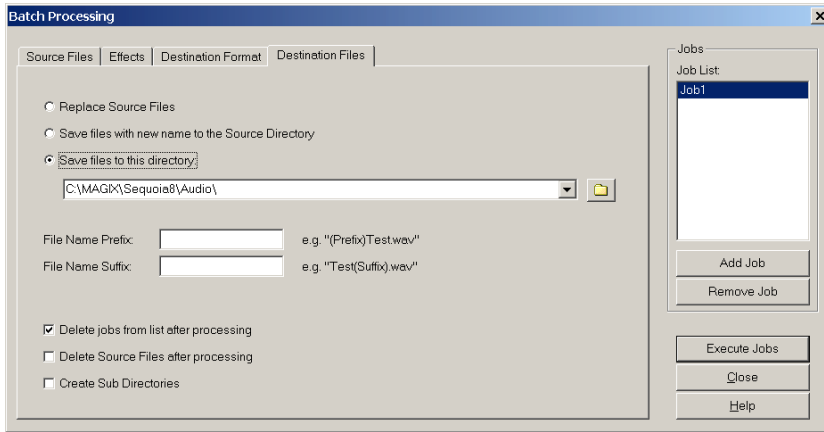 Batch Processing
Source Files
Effects
Destination Format
Destination Files
Replace Source Files
Save files with new name to the Source Directory
Save files to this directory:
C:\MAGIX\Sequoia8\Audio\
File Name Prefix:
e.g. "(Prefix)Test.wav"
File Name Suffix:
e.g. "Test(Suffix).wav"
Delete jobs from list after processing
Delete Source Files after processing
Create Sub Directories
Jobs
Job List:
Job1
Add Job
Remove Job
Execute Jobs
Close
Help